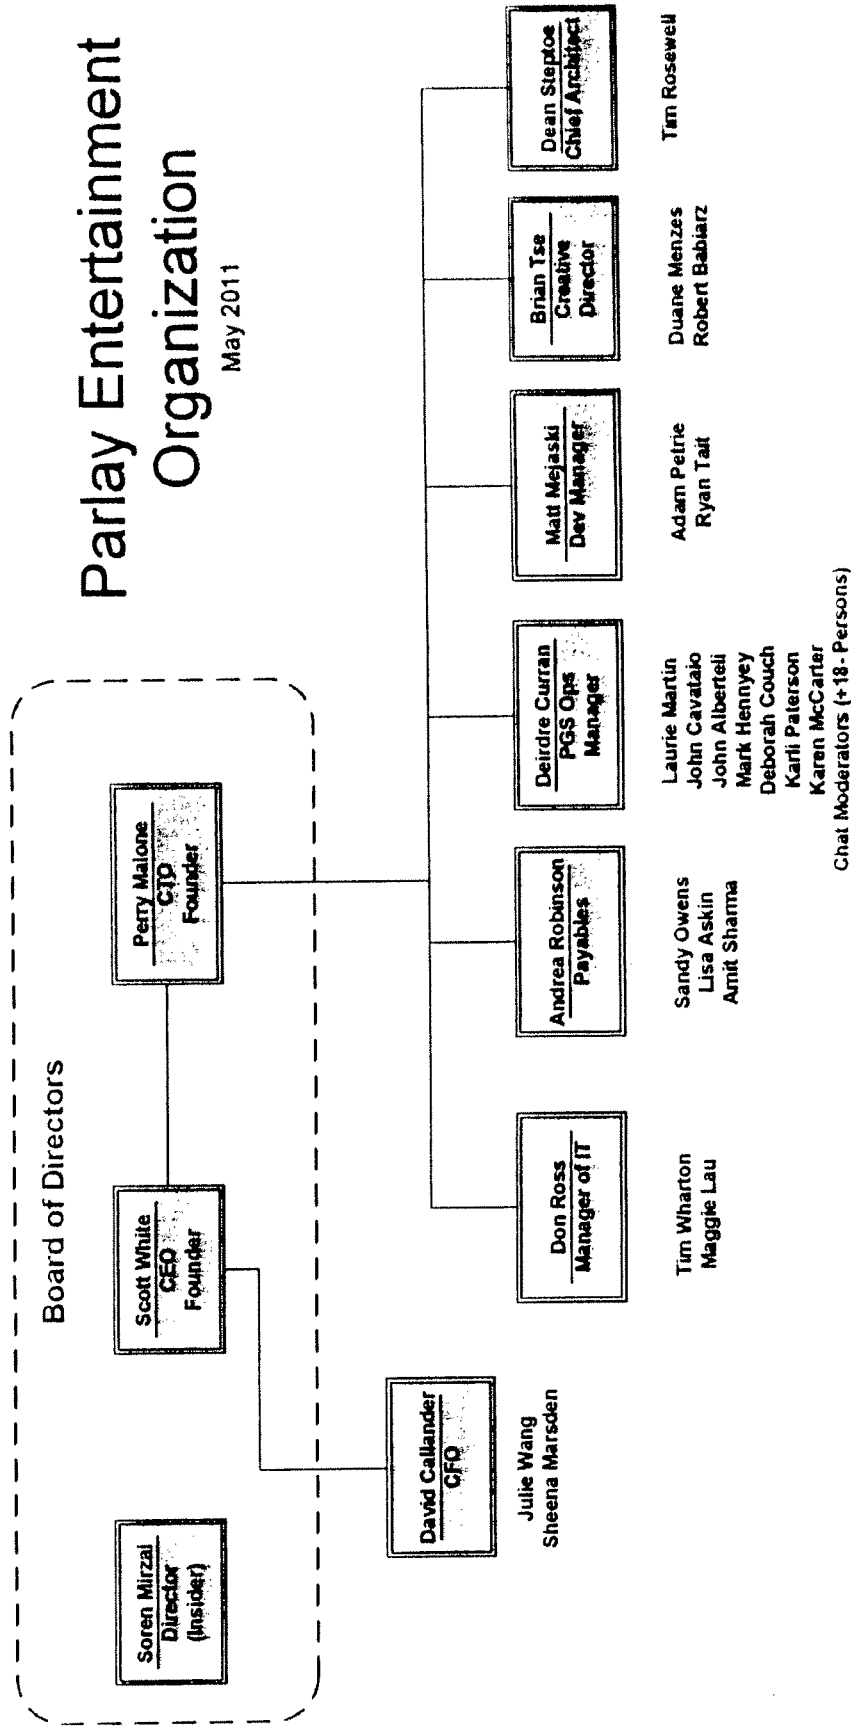 Parlay Entertainment
Organization
May 2011
Board of Directors
Soren Mirzai
Director
(Insider)
Scott White
CEO
Founder
Perry Malone
CTO
Founder
David Callander
CFO
Julie Wang
Sheena Marsden
Don Ross
Manager of IT
Tim Wharton
Maggie Lau
Andrea Robinson
Payables
Sandy Owens
Lisa Askin
Amit Sharma
Deirdre Curran
PGS Ops
Manager
Laurie Martin
John Cavataio
John Alberteli
Mark Hennyey
Deborah Couch
Karli Paterson
Karen McCarter
Chat Moderators (+18- Persons)
Matt Mejaski
Dev Manager
Adam Petrie
Ryan Tait
Brian Tse
Creative
Director
Duane Menzes
Robert Babiarz
Dean Steptoe
Chief Architect
Tim Rosewell